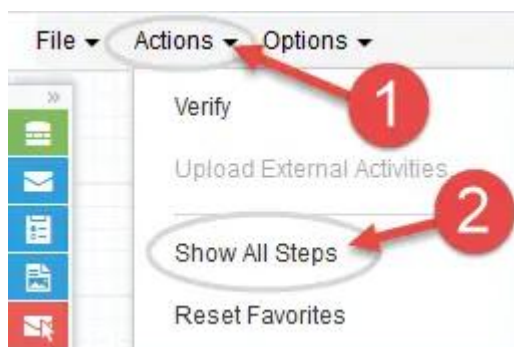 File Actions Options
»
Verify
1
Upload External Activities...
2
Show All Steps
Reset Favorites